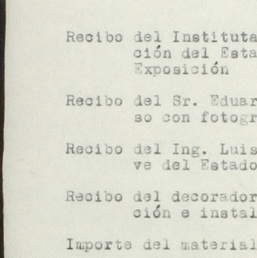 Recibo del Instituta
ción del Esta
Exposición
Recibo del Sr. Eduar
so con fotogr
Recibo del Ing. Luis
ve del Estado
Recibo del decorador
ción e instal
Importe del material